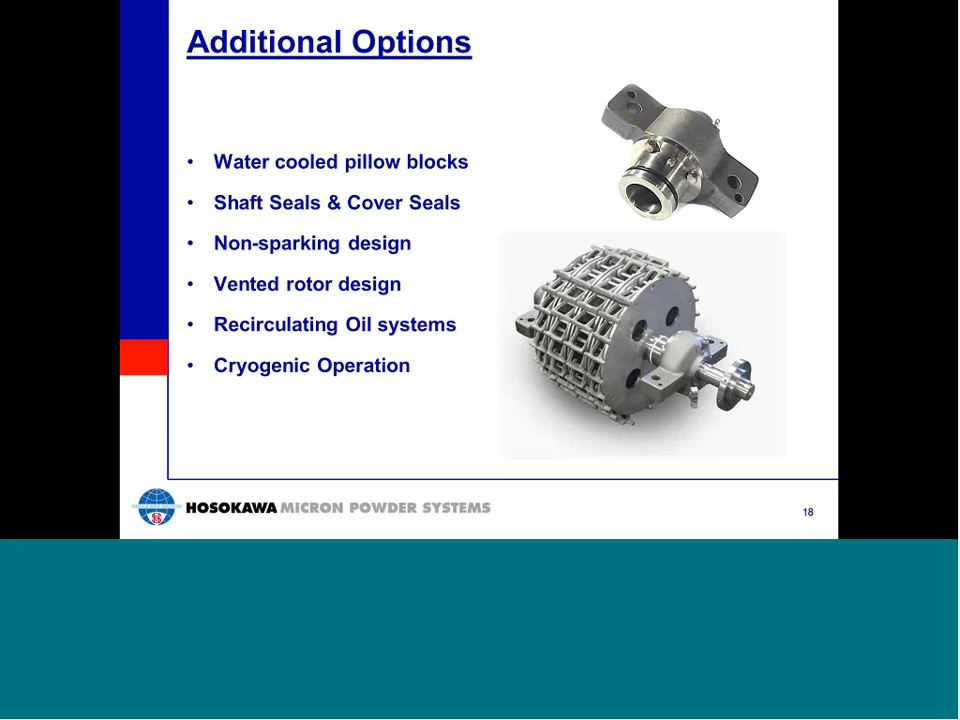 Additional Options
• Water cooled pillow blocks
• Shaft Seals & Cover Seals
• Non-sparking design
• Vented rotor design
• Recirculating Oil systems
• Cryogenic Operation
HOSOKAWA MICRON POWDER SYSTEMS
18